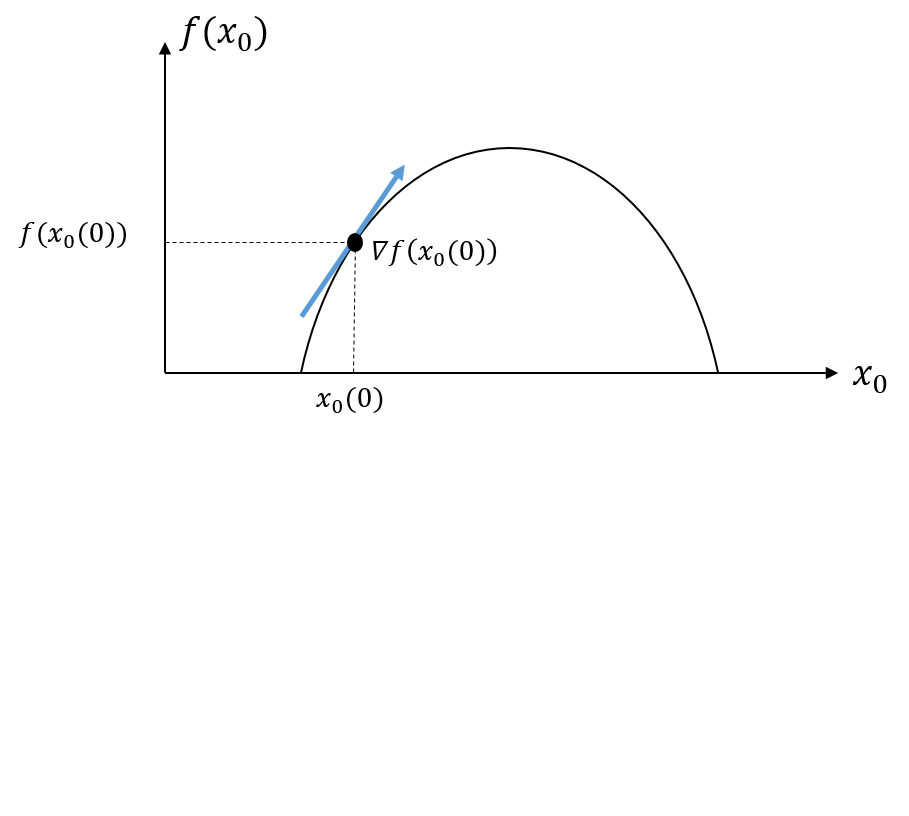 f(x₀)
f(x₀(0))
∇f(x₀(0))
x₀
x₀(0)